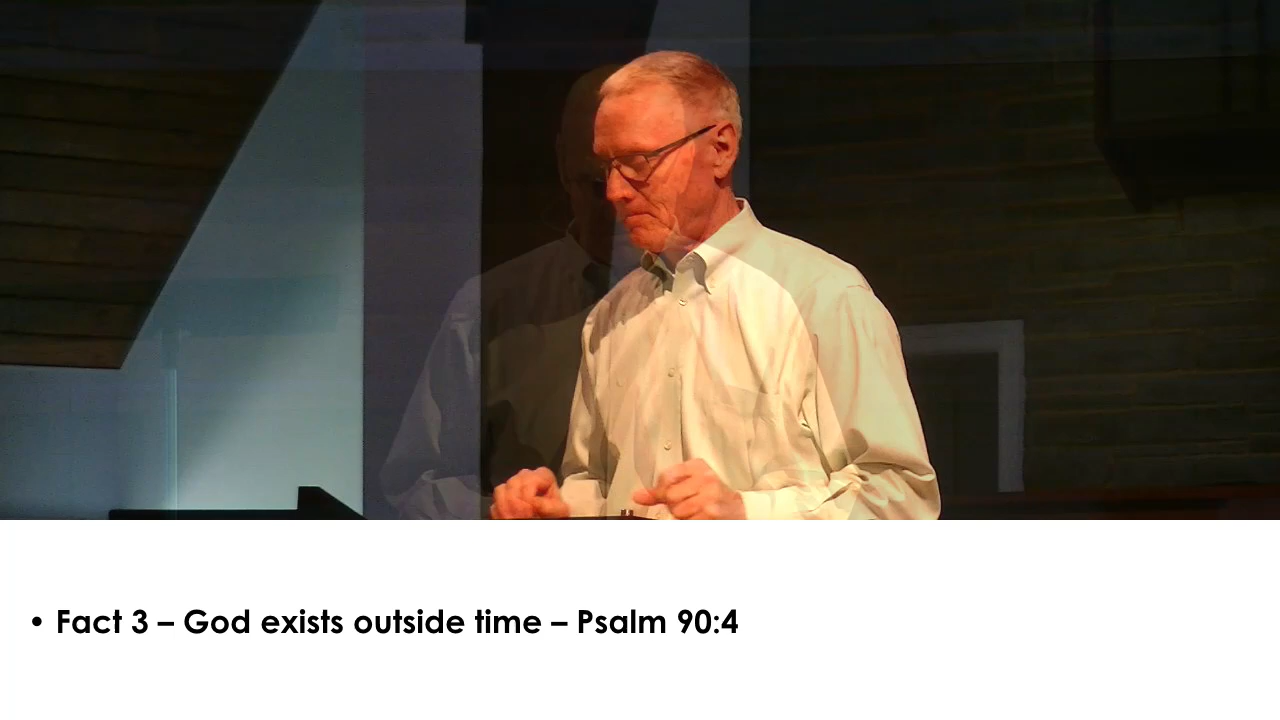 • Fact 3 – God exists outside time – Psalm 90:4